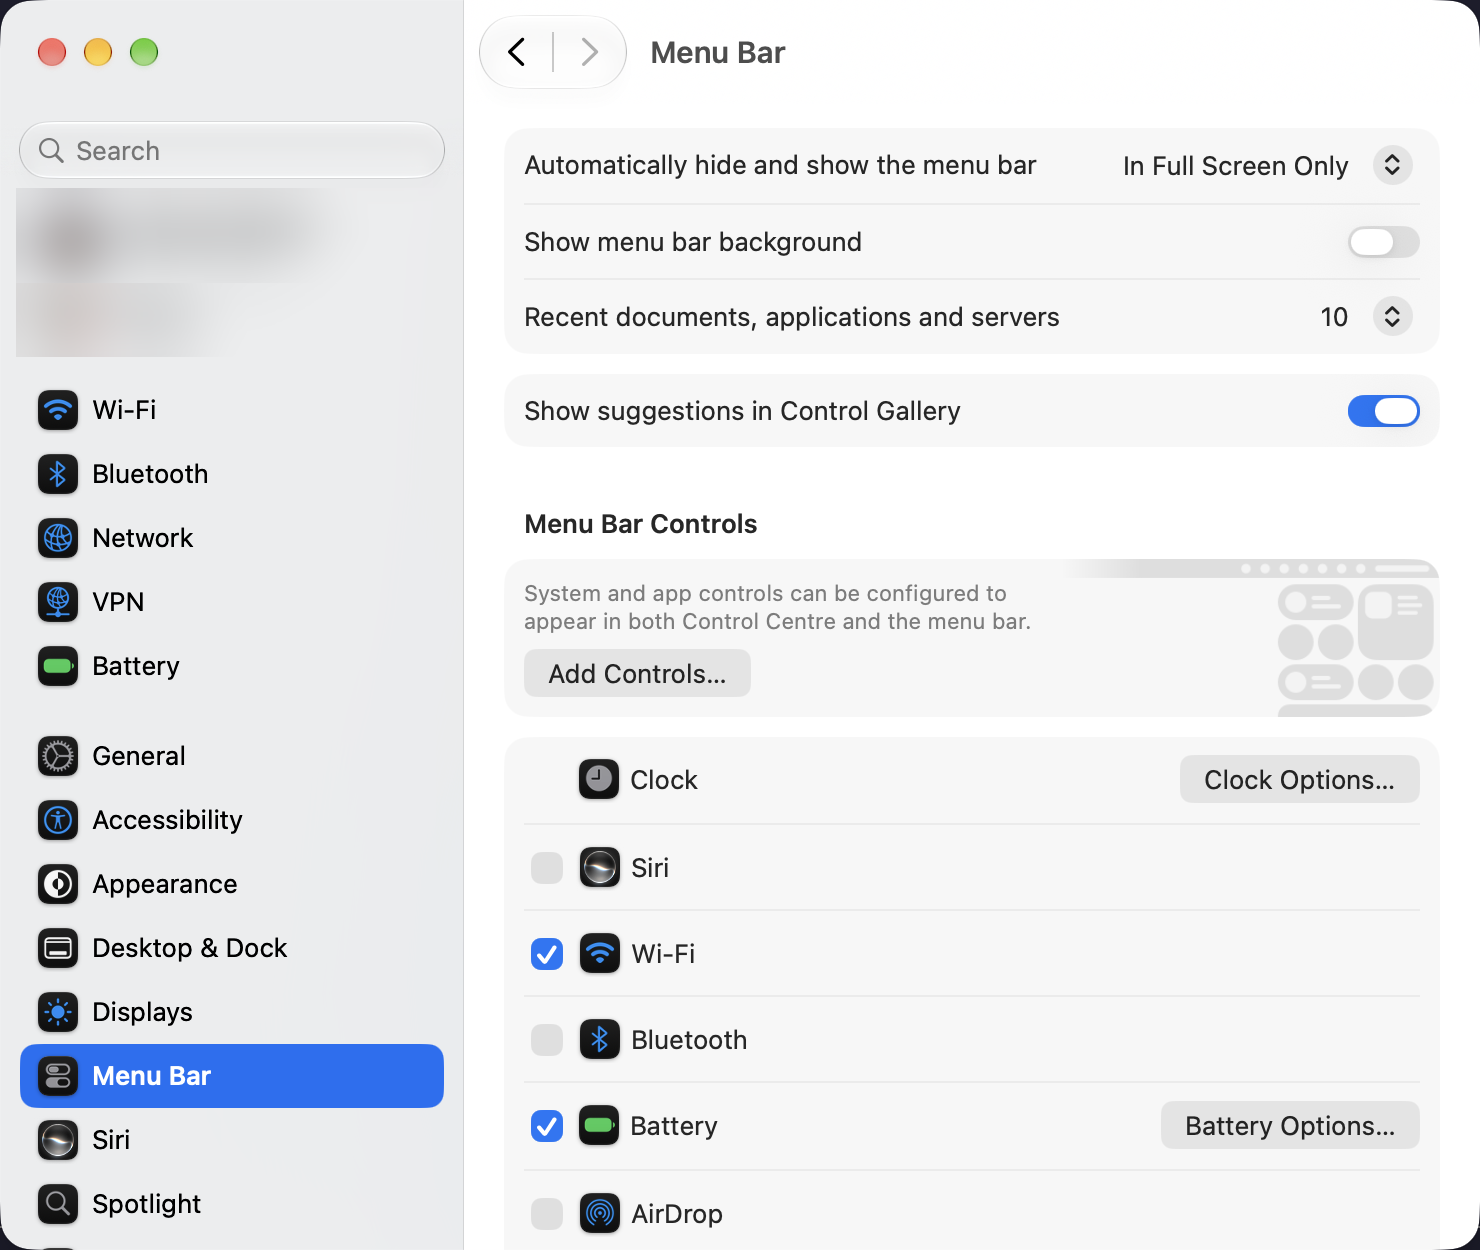 Search
Wi-Fi
Bluetooth
Network
VPN
Battery
General
Accessibility
Appearance
Desktop & Dock
Displays
Menu Bar
Siri
Spotlight
Menu Bar
Automatically hide and show the menu bar In Full Screen Only
Show menu bar background
Recent documents, applications and servers 10
Show suggestions in Control Gallery
Menu Bar Controls
System and app controls can be configured to
appear in both Control Centre and the menu bar.
Add Controls...
Clock Clock Options...
Siri
Wi-Fi
Bluetooth
Battery Battery Options...
AirDrop